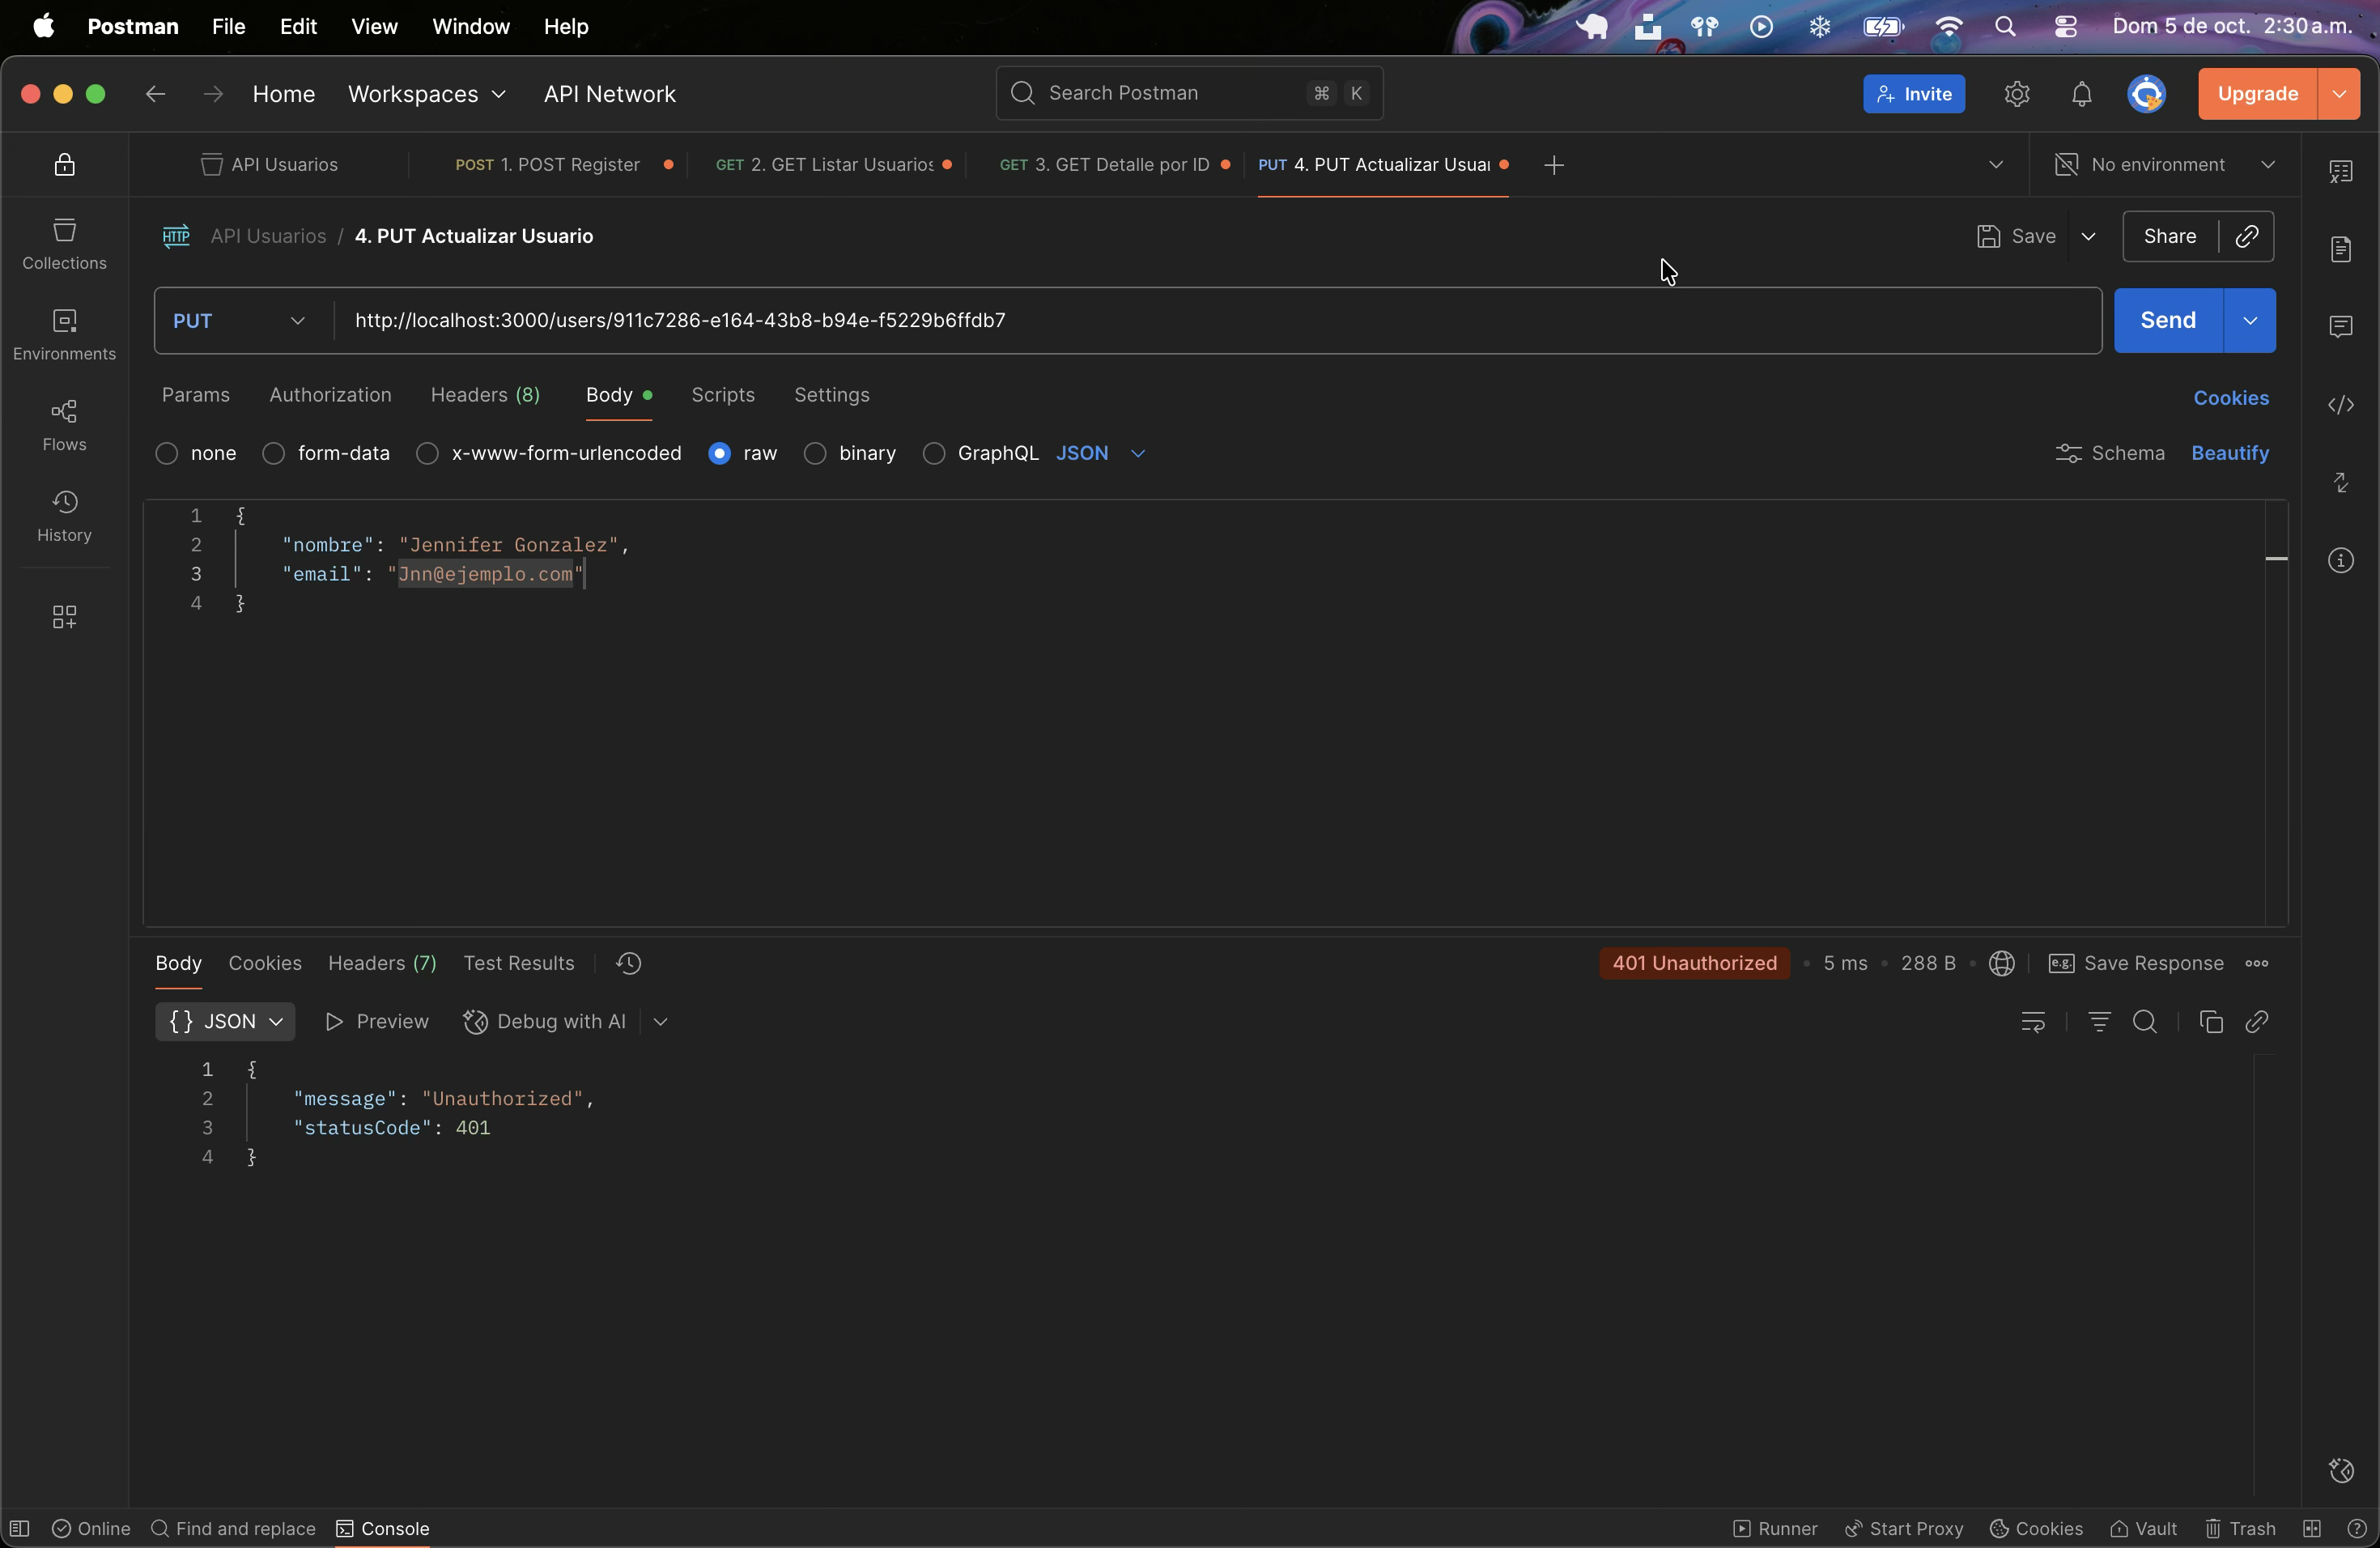 Postman File Edit View Window Help Dom 5 de oct. 2:30 a.m.
Home Workspaces API Network Search Postman ⌘ K Invite Upgrade
API Usuarios POST 1. POST Register GET 2. GET Listar Usuarios GET 3. GET Detalle por ID PUT 4. PUT Actualizar Usuar No environment
HTTP API Usuarios / 4. PUT Actualizar Usuario Save Share
Collections
Environments
Flows
History
PUT http://localhost:3000/users/911c7286-e164-43b8-b94e-f5229b6ffdb7 Send
Params Authorization Headers (8) Body Scripts Settings Cookies
none form-data x-www-form-urlencoded raw binary GraphQL JSON Schema Beautify
1 {
2 "nombre": "Jennifer Gonzalez",
3 "email": "Jnn@ejemplo.com"
4 }
Body Cookies Headers (7) Test Results 401 Unauthorized • 5 ms • 288 B • e.g. Save Response
{} JSON Preview Debug with AI
1 {
2 "message": "Unauthorized",
3 "statusCode": 401
4 }
Online Find and replace Console Runner Start Proxy Cookies Vault Trash